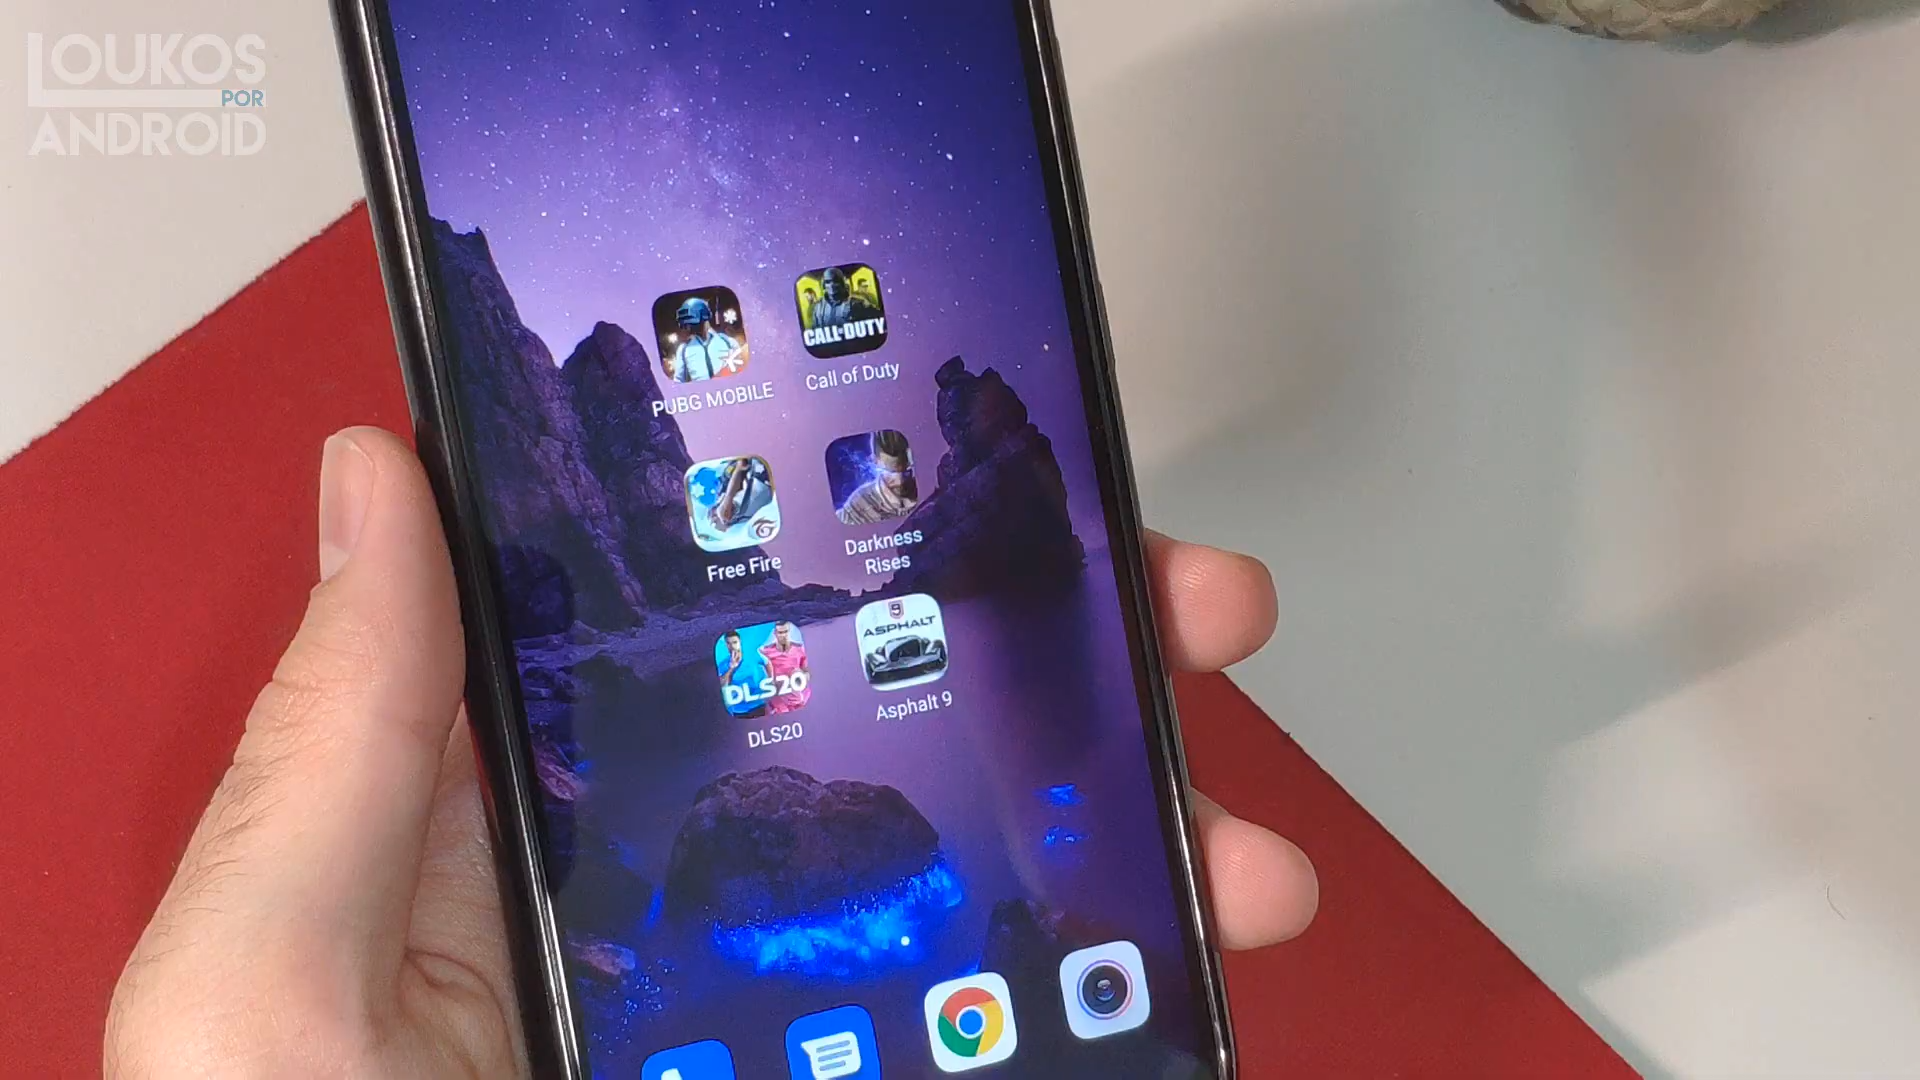 LOUKOS
POR
ANDROID
CALL OF DUTY
PUBG MOBILE
Call of Duty
Free Fire
Darkness
Rises
ASPHALT
9
DLS20
DLS20
Asphalt 9